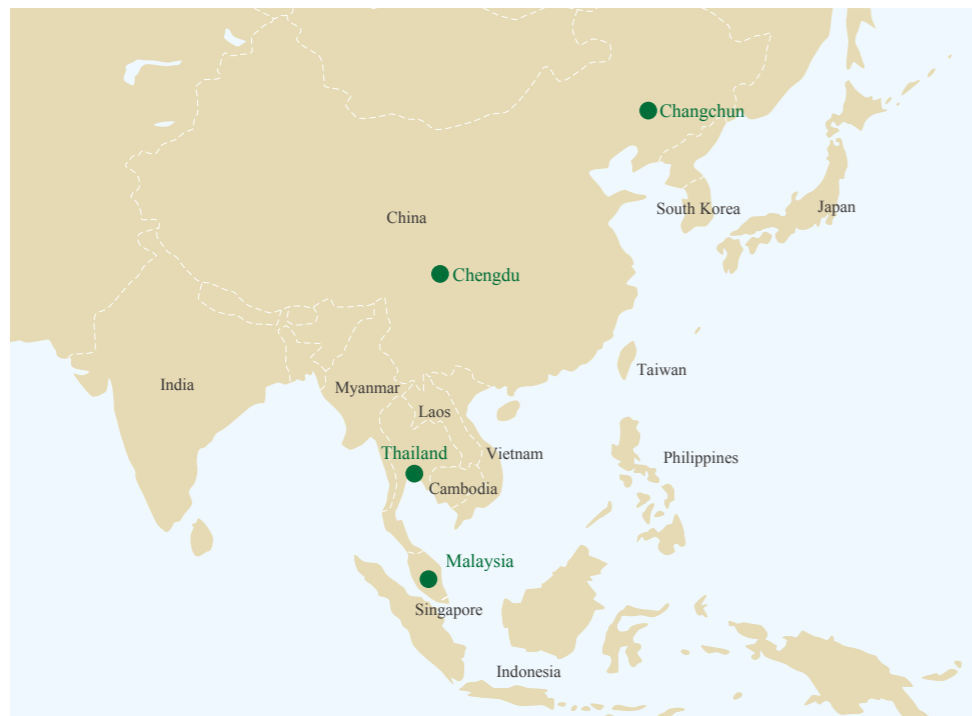 Changchun
China
South Korea
Japan
Chengdu
Taiwan
India
Myanmar
Laos
Thailand
Vietnam
Philippines
Cambodia
Malaysia
Singapore
Indonesia